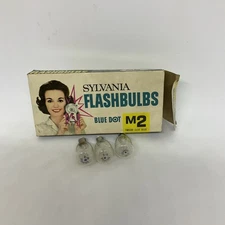 SYLVANIA
FLASHBULBS
BLUE DOT
M2